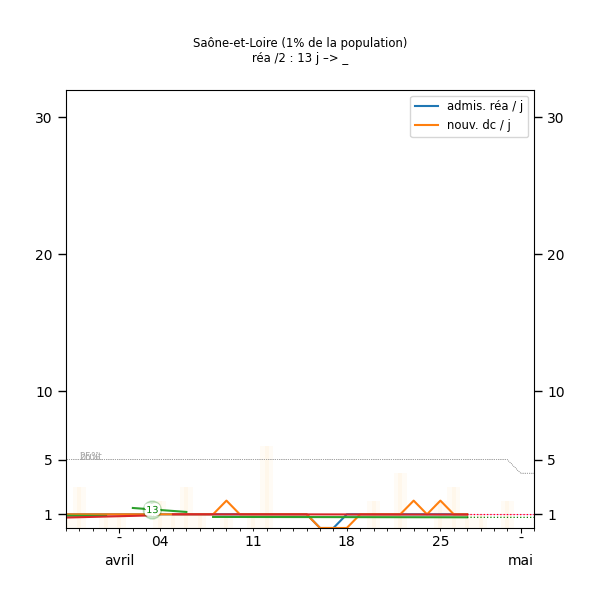 Saône-et-Loire (1% de la population)
réa /2 : 13 j –> _
admis. réa / j
nouv. dc / j
30 30
20 20
10 10
5 5
1 1
13
- 04 11 18 25 -
avril mai